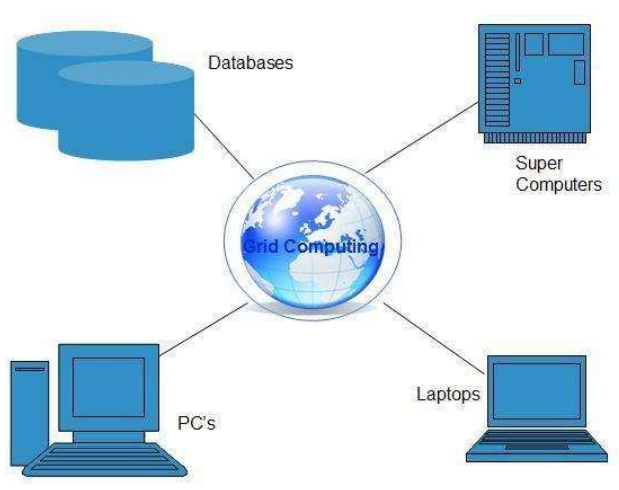 Databases
Super
Computers
Grid Computing
PC's
Laptops